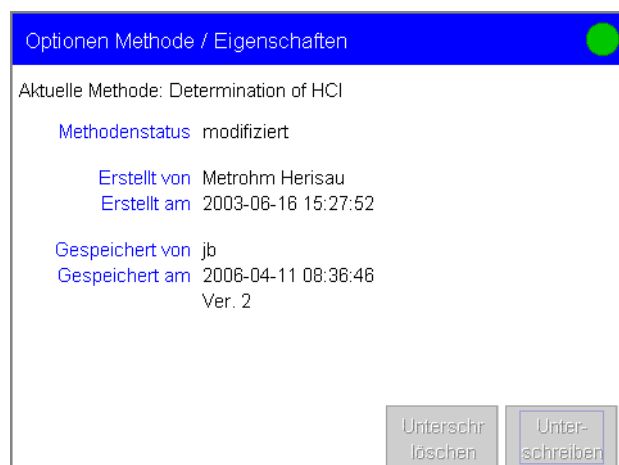 Optionen Methode / Eigenschaften
Aktuelle Methode: Determination of HCl
Methodenstatus modifiziert
Erstellt von Metrohm Herisau
Erstellt am 2003-06-16 15:27:52
Gespeichert von jb
Gespeichert am 2006-04-11 08:36:46
Ver. 2
Unterschr
löschen
Unter-
schreiben